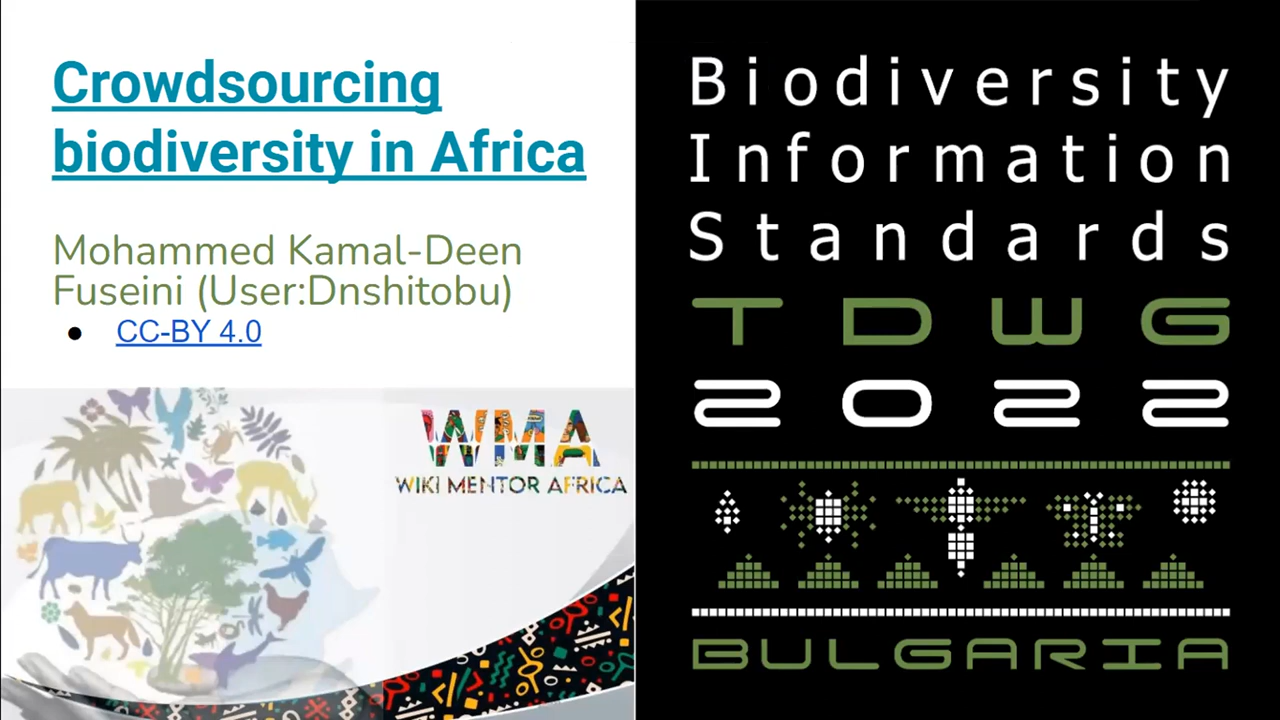 Crowdsourcing
biodiversity in Africa
Mohammed Kamal-Deen
Fuseini (User:Dnshitobu)
● CC-BY 4.0
WMA
WIKI MENTOR AFRICA
Biodiversity
Information
Standards
TDWG
2022
BULGARIA